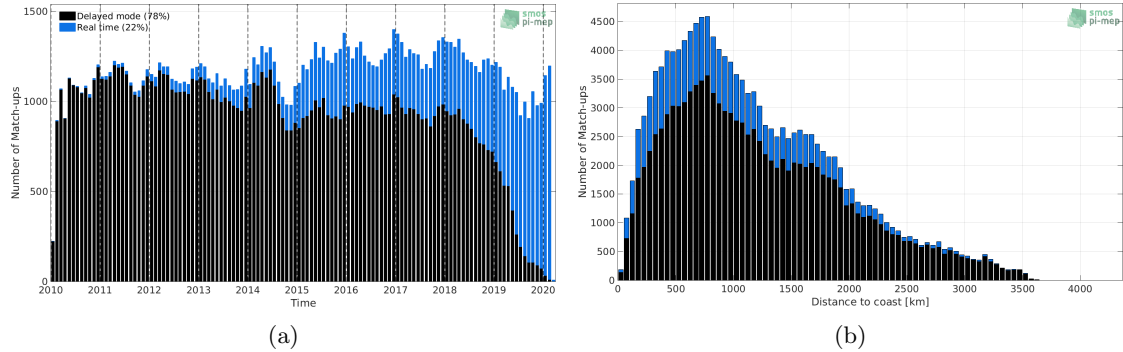 Delayed mode (78%)
Real time (22%)
smos
pi-mep
Number of Match-ups
1500
1000
500
0
2010 2011 2012 2013 2014 2015 2016 2017 2018 2019 2020
Time
(a)
smos
pi-mep
Number of Match-ups
4500
4000
3500
3000
2500
2000
1500
1000
500
0
0 500 1000 1500 2000 2500 3000 3500 4000
Distance to coast [km]
(b)